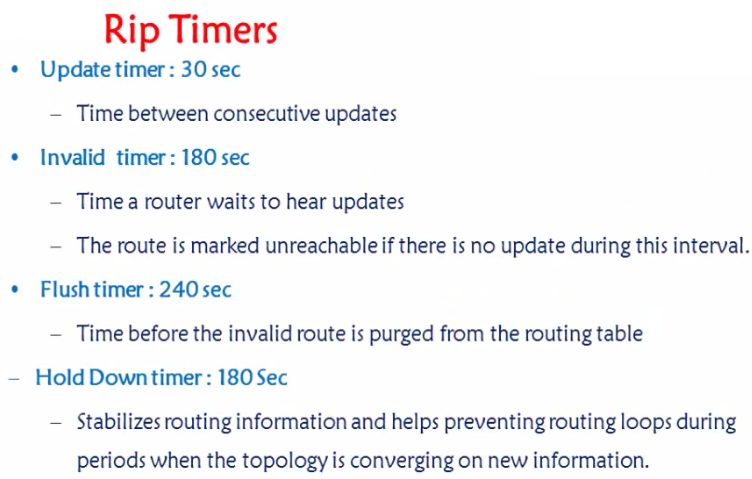 Rip Timers
• Update timer : 30 sec
– Time between consecutive updates
• Invalid timer : 180 sec
– Time a router waits to hear updates
– The route is marked unreachable if there is no update during this interval.
• Flush timer : 240 sec
– Time before the invalid route is purged from the routing table
– Hold Down timer : 180 Sec
– Stabilizes routing information and helps preventing routing loops during
periods when the topology is converging on new information.